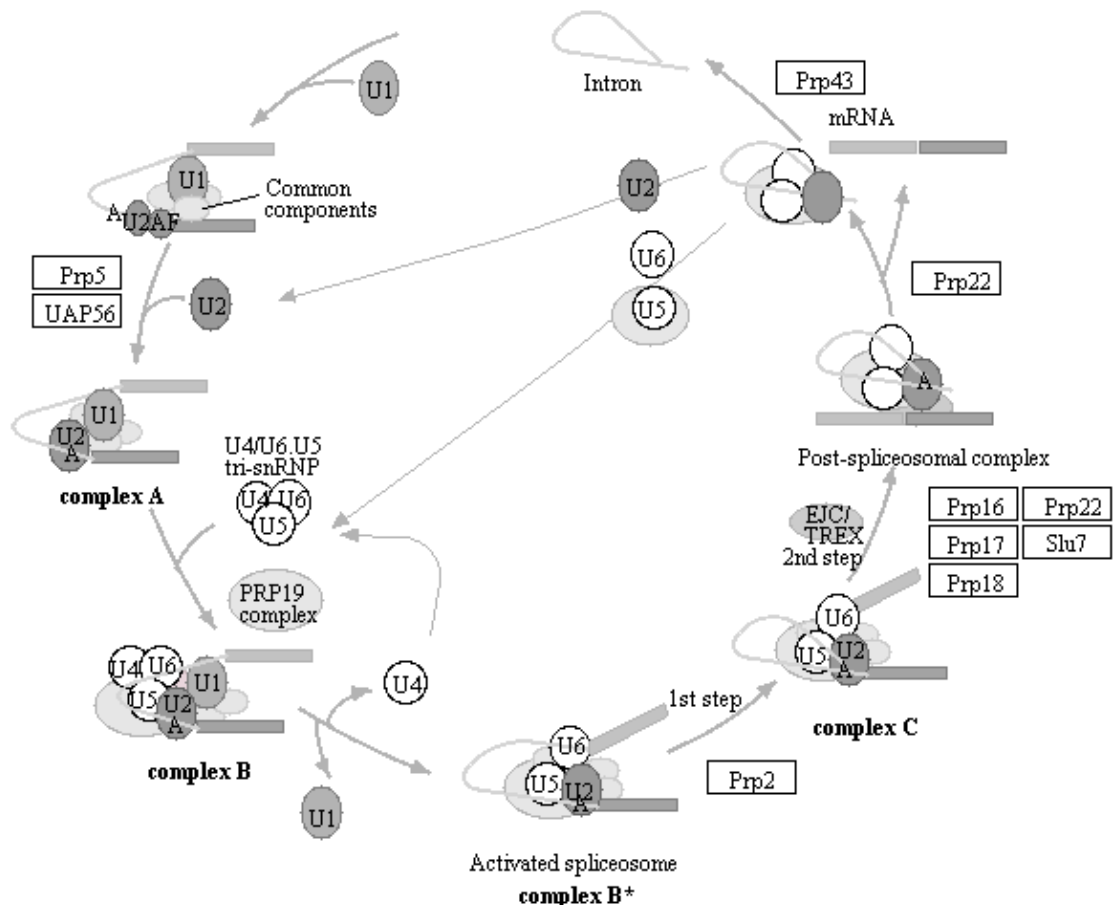 U1
Intron
Prp43
mRNA
U1
Common
components
A
U2AF
U2
Prp5
UAP56
U2
U6
U5
Prp22
A
U1
U2
A
complex A
U4/U6.U5
tri-snRNP
U4
U6
U5
Post-spliceosomal complex
EJC/
TREX
2nd step
Prp16
Prp22
Prp17
Slu7
Prp18
PRP19
complex
U4
U6
U1
U5
U2
A
complex B
U4
U1
U6
U5
U2
A
complex C
1st step
U6
U5
U2
A
Prp2
Activated spliceosome
complex B*